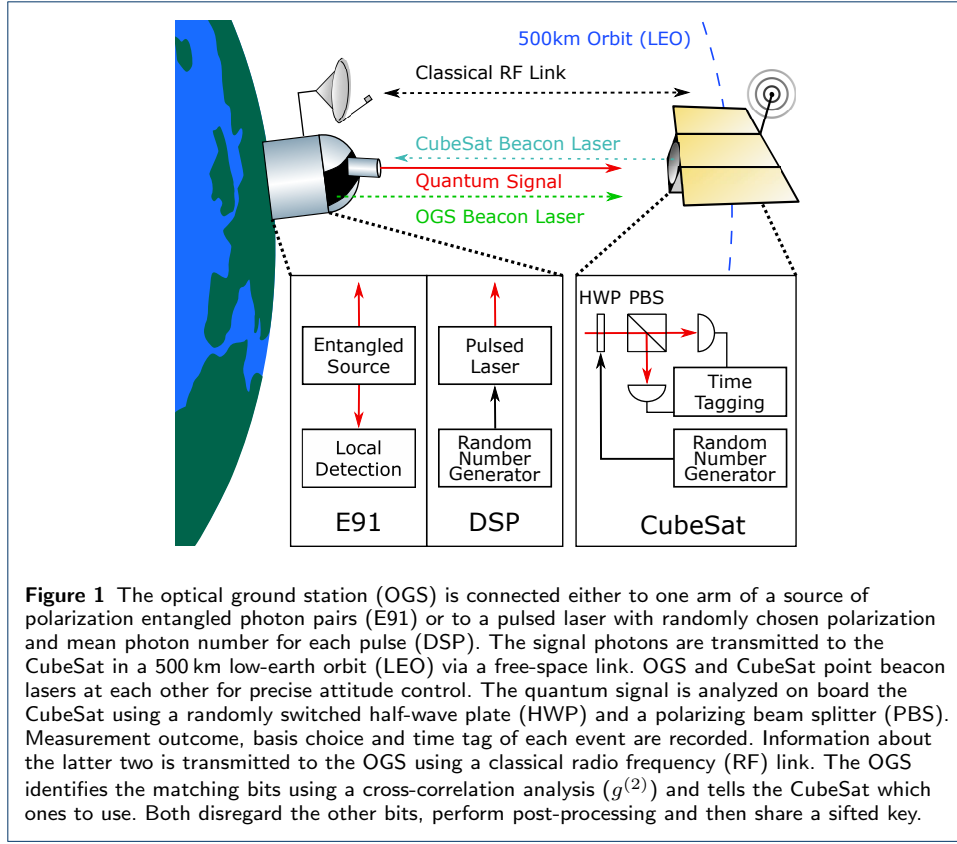 500km Orbit (LEO)
Classical RF Link
CubeSat Beacon Laser
Quantum Signal
OGS Beacon Laser
HWP PBS
Entangled
Source
Pulsed
Laser
Time
Tagging
Local
Detection
Random
Number
Generator
Random
Number
Generator
E91
DSP
CubeSat
Figure 1 The optical ground station (OGS) is connected either to one arm of a source of
polarization entangled photon pairs (E91) or to a pulsed laser with randomly chosen polarization
and mean photon number for each pulse (DSP). The signal photons are transmitted to the
CubeSat in a 500 km low-earth orbit (LEO) via a free-space link. OGS and CubeSat point beacon
lasers at each other for precise attitude control. The quantum signal is analyzed on board the
CubeSat using a randomly switched half-wave plate (HWP) and a polarizing beam splitter (PBS).
Measurement outcome, basis choice and time tag of each event are recorded. Information about
the latter two is transmitted to the OGS using a classical radio frequency (RF) link. The OGS
identifies the matching bits using a cross-correlation analysis (g⁽²⁾) and tells the CubeSat which
ones to use. Both disregard the other bits, perform post-processing and then share a sifted key.